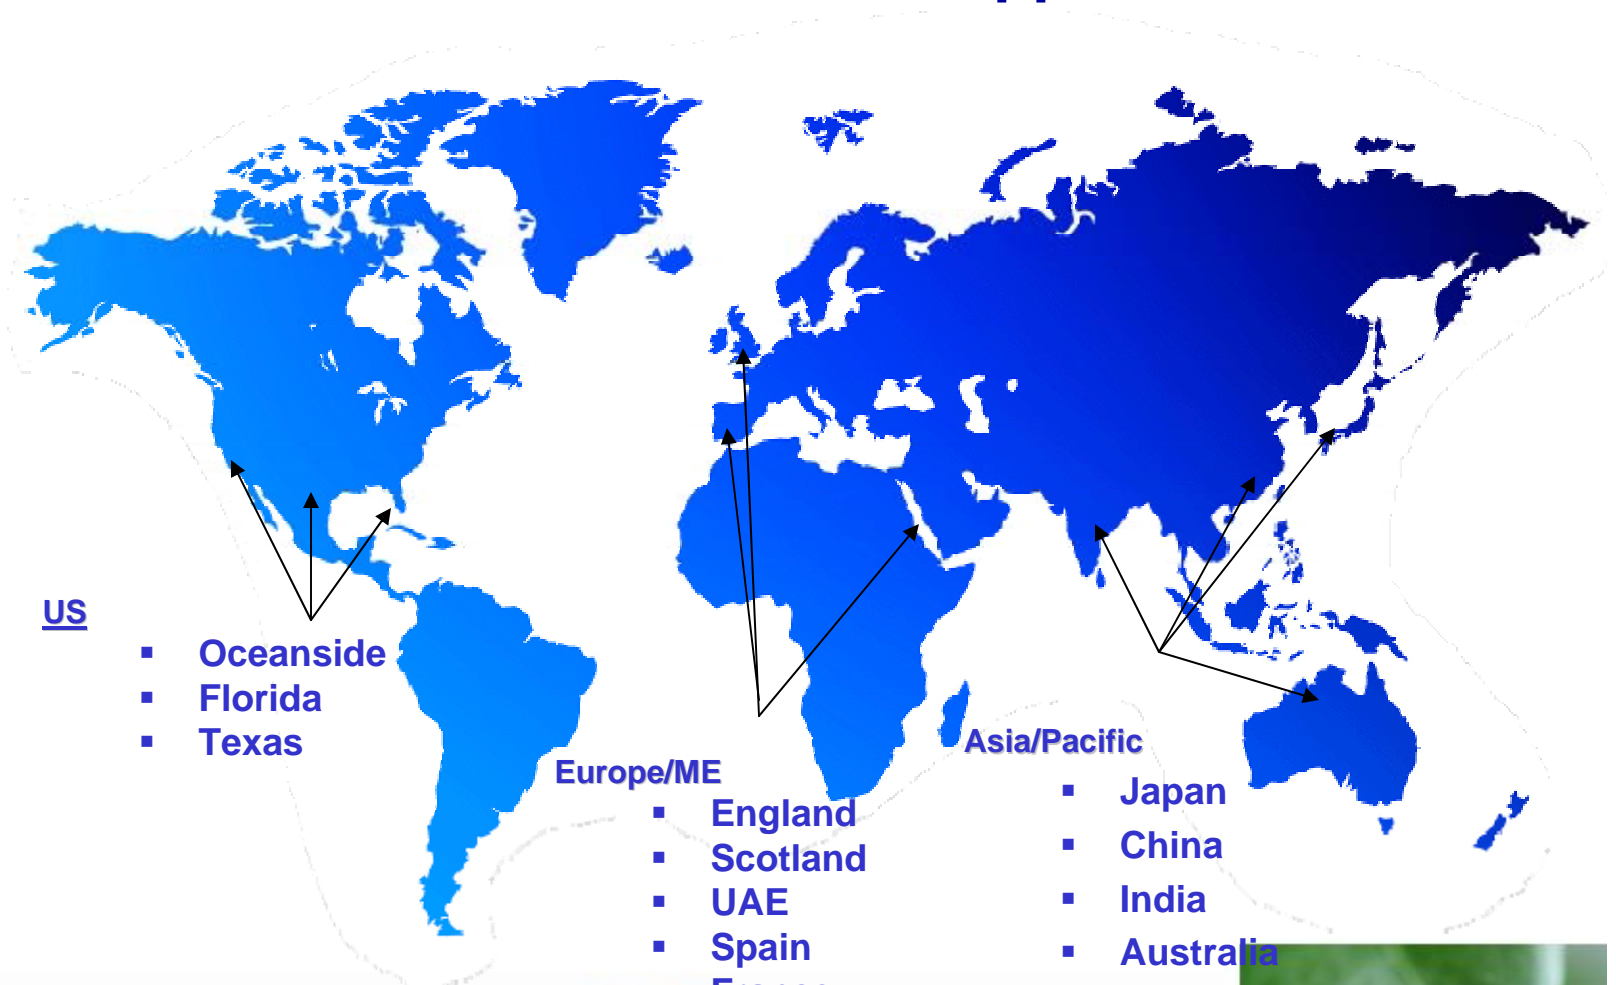 US
▪ Oceanside
▪ Florida
▪ Texas
Europe/ME
▪ England
▪ Scotland
▪ UAE
▪ Spain
Asia/Pacific
▪ Japan
▪ China
▪ India
▪ Australia